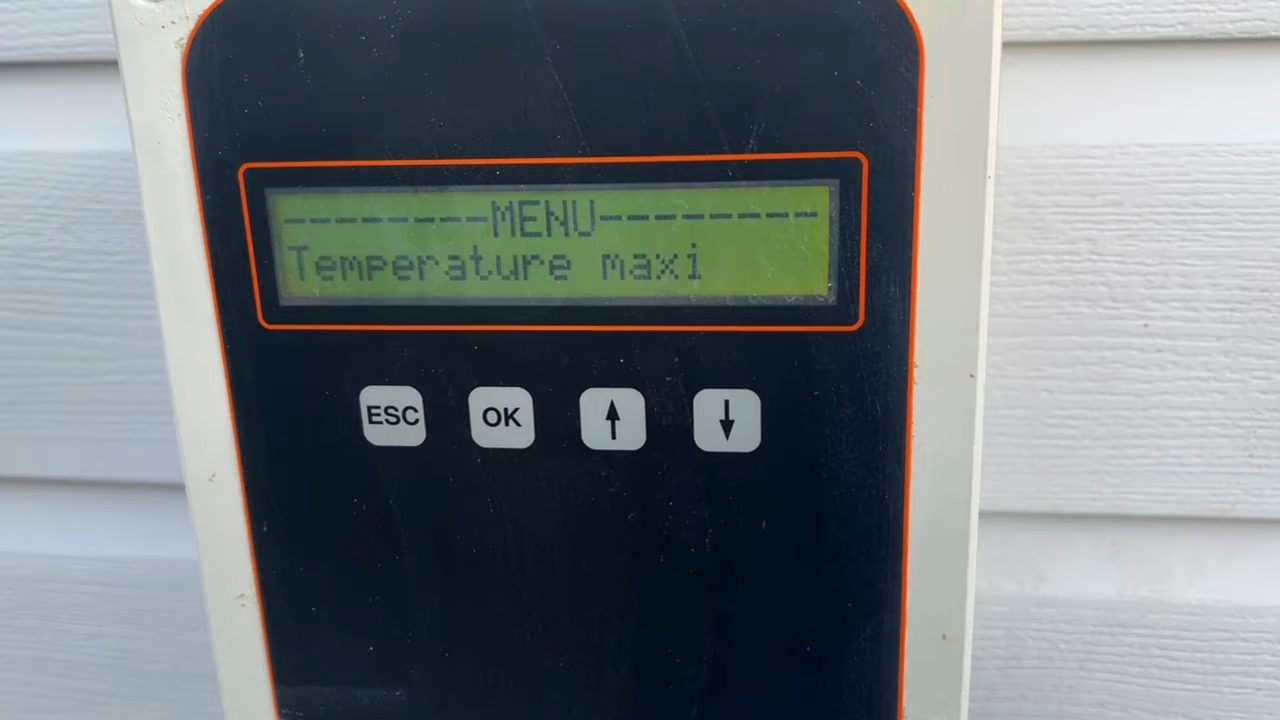 --------MENU--------
Temperature maxi
ESC OK ↑ ↓